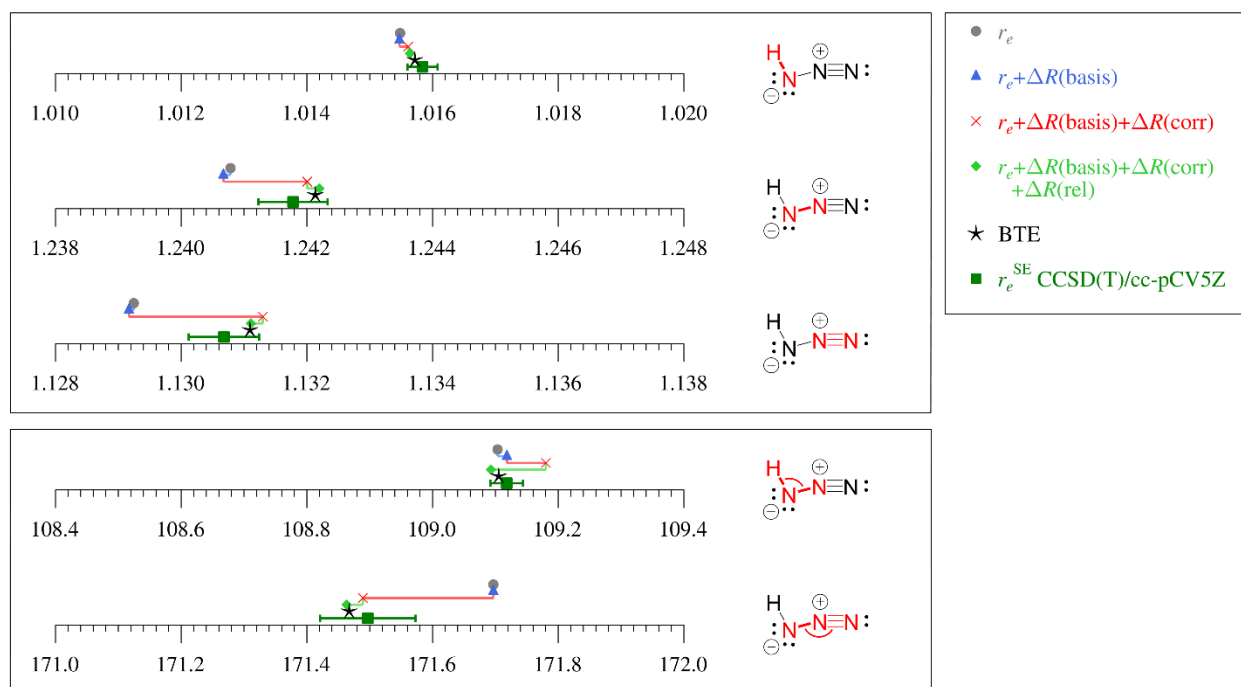 H
N N≡N:
1.010 1.012 1.014 1.016 1.018 1.020
H
N N≡N:
1.238 1.240 1.242 1.244 1.246 1.248
H
N N≡N:
1.128 1.130 1.132 1.134 1.136 1.138
H
N N≡N:
108.4 108.6 108.8 109.0 109.2 109.4
H
N N≡N:
171.0 171.2 171.4 171.6 171.8 172.0
rₑ
rₑ+ΔR(basis)
rₑ+ΔR(basis)+ΔR(corr)
rₑ+ΔR(basis)+ΔR(corr)
+ΔR(rel)
BTE
rₑ^SE CCSD(T)/cc-pCV5Z